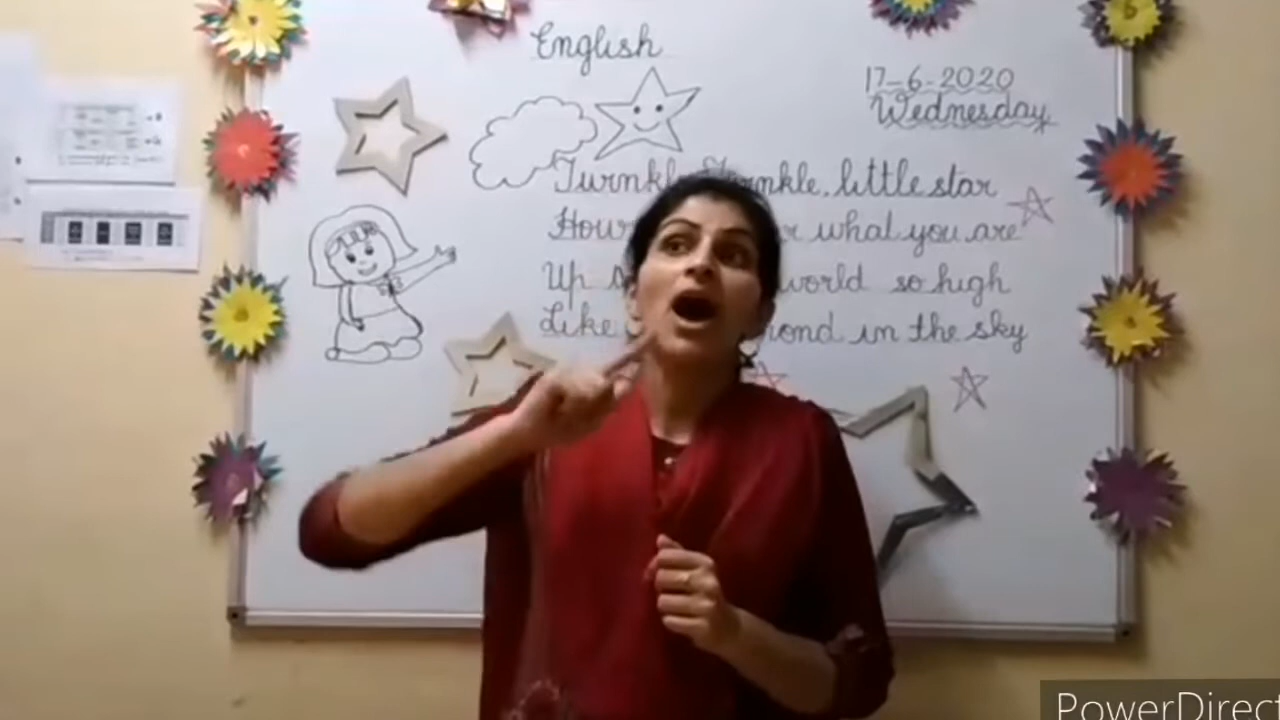 English
17-6-2020
Wednesday
Twinkle Twinkle little star
How what you are
Up world so high
Like in the sky
PowerDirect